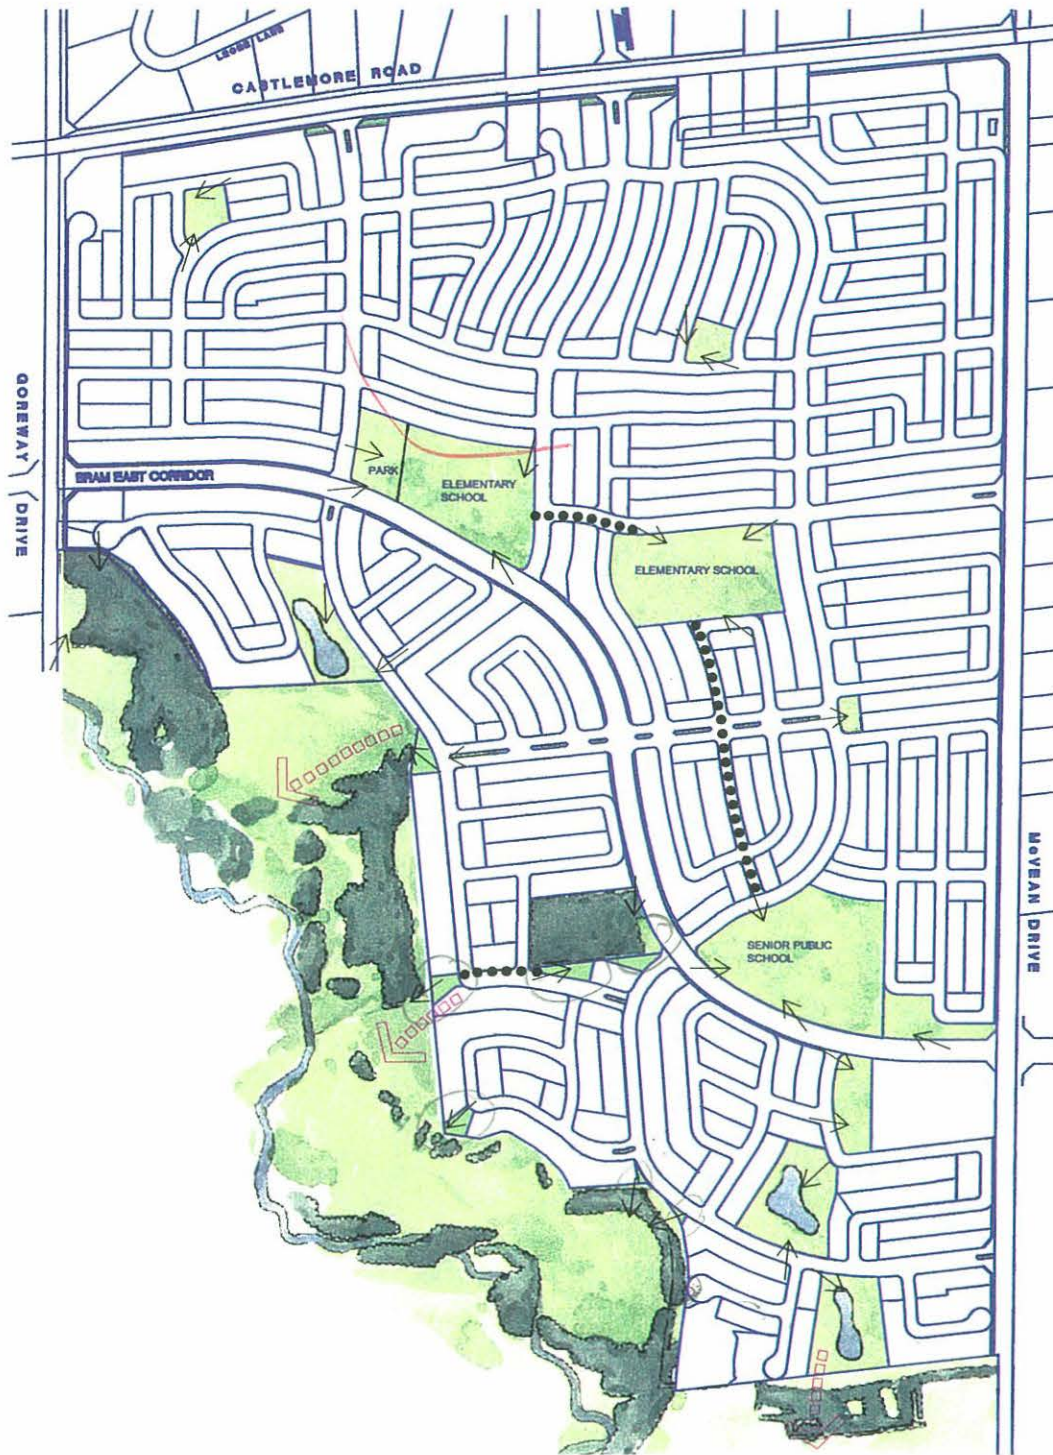 CASTLEMORE ROAD
GOREWAY DRIVE
BRAM EAST CORRIDOR
PARK
ELEMENTARY
SCHOOL
ELEMENTARY SCHOOL
SENIOR PUBLIC
SCHOOL
McVEAN DRIVE